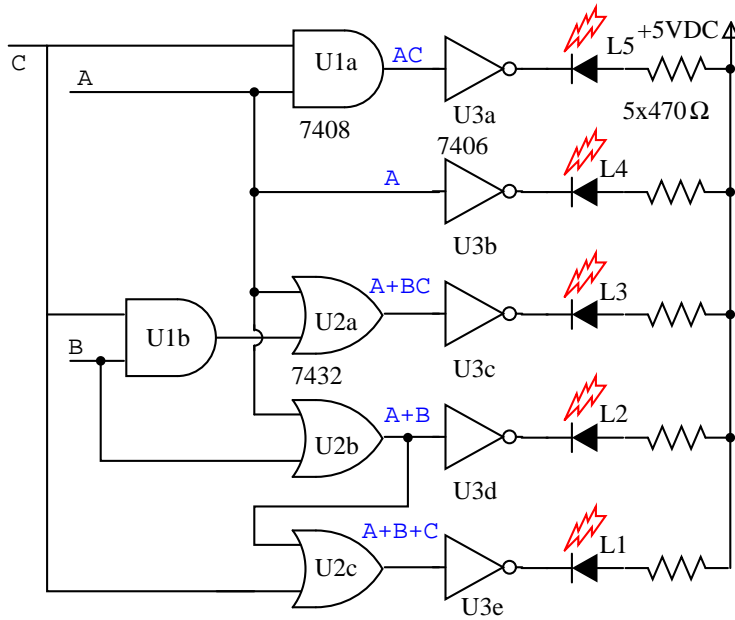 C
A
U1a
7408
AC
U3a
7406
L5
+5VDC
5x470 Ω
A
U3b
L4
B
U1b
U2a
7432
A+BC
U3c
L3
U2b
A+B
U3d
L2
U2c
A+B+C
U3e
L1